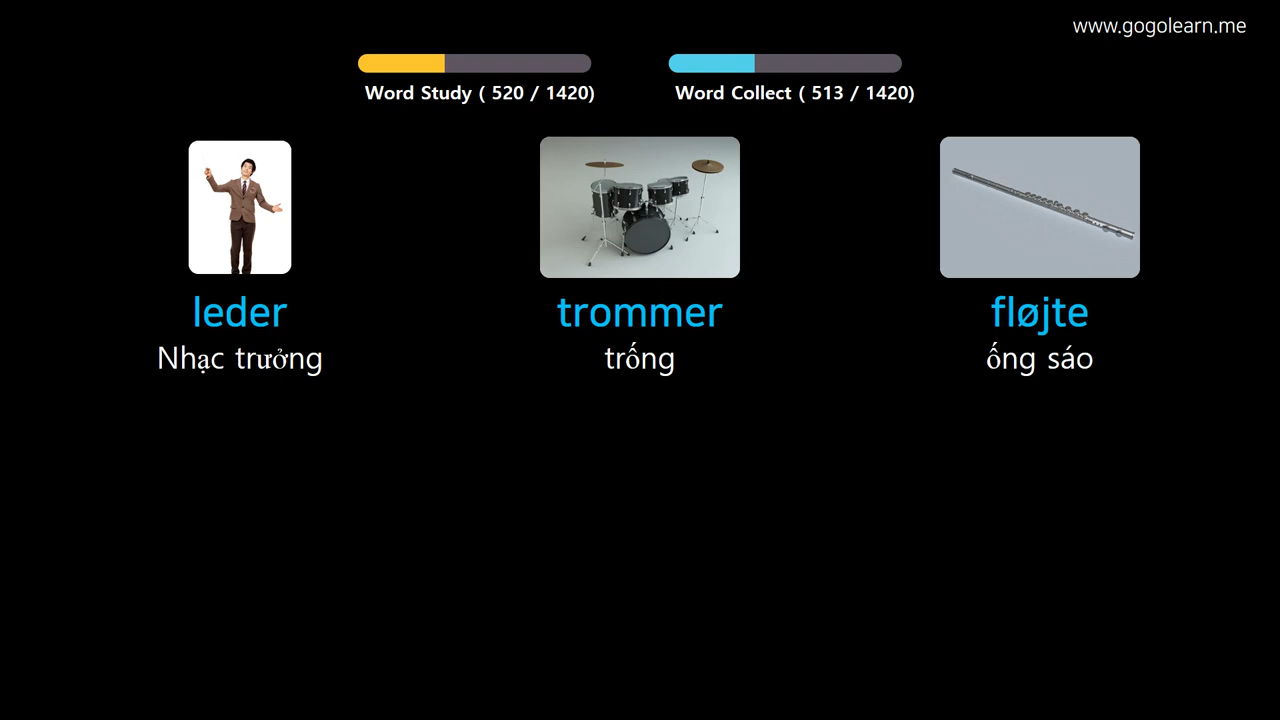 www.gogolearn.me
Word Study ( 520 / 1420)
Word Collect ( 513 / 1420)
leder
trommer
fløjte
Nhạc trưởng
trống
ống sáo